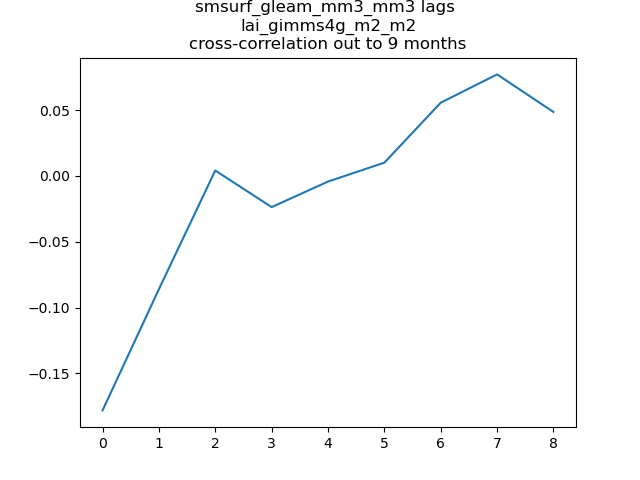 smsurf_gleam_mm3_mm3 lags
lai_gimms4g_m2_m2
cross-correlation out to 9 months
0.05
0.00
−0.05
−0.10
−0.15
0 1 2 3 4 5 6 7 8